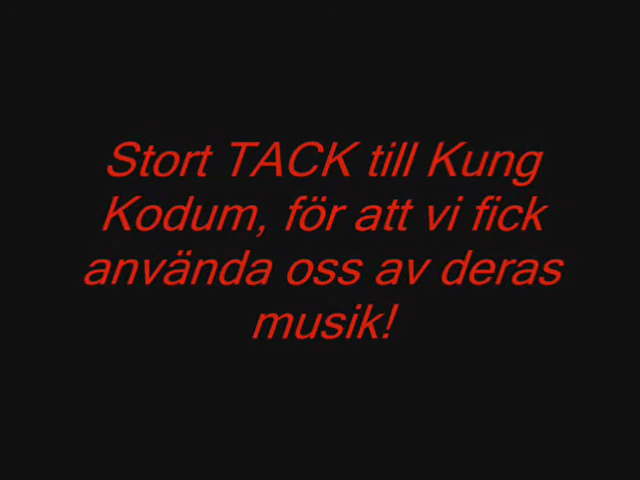 Stort TACK till Kung
Kodum, för att vi fick
använda oss av deras
musik!